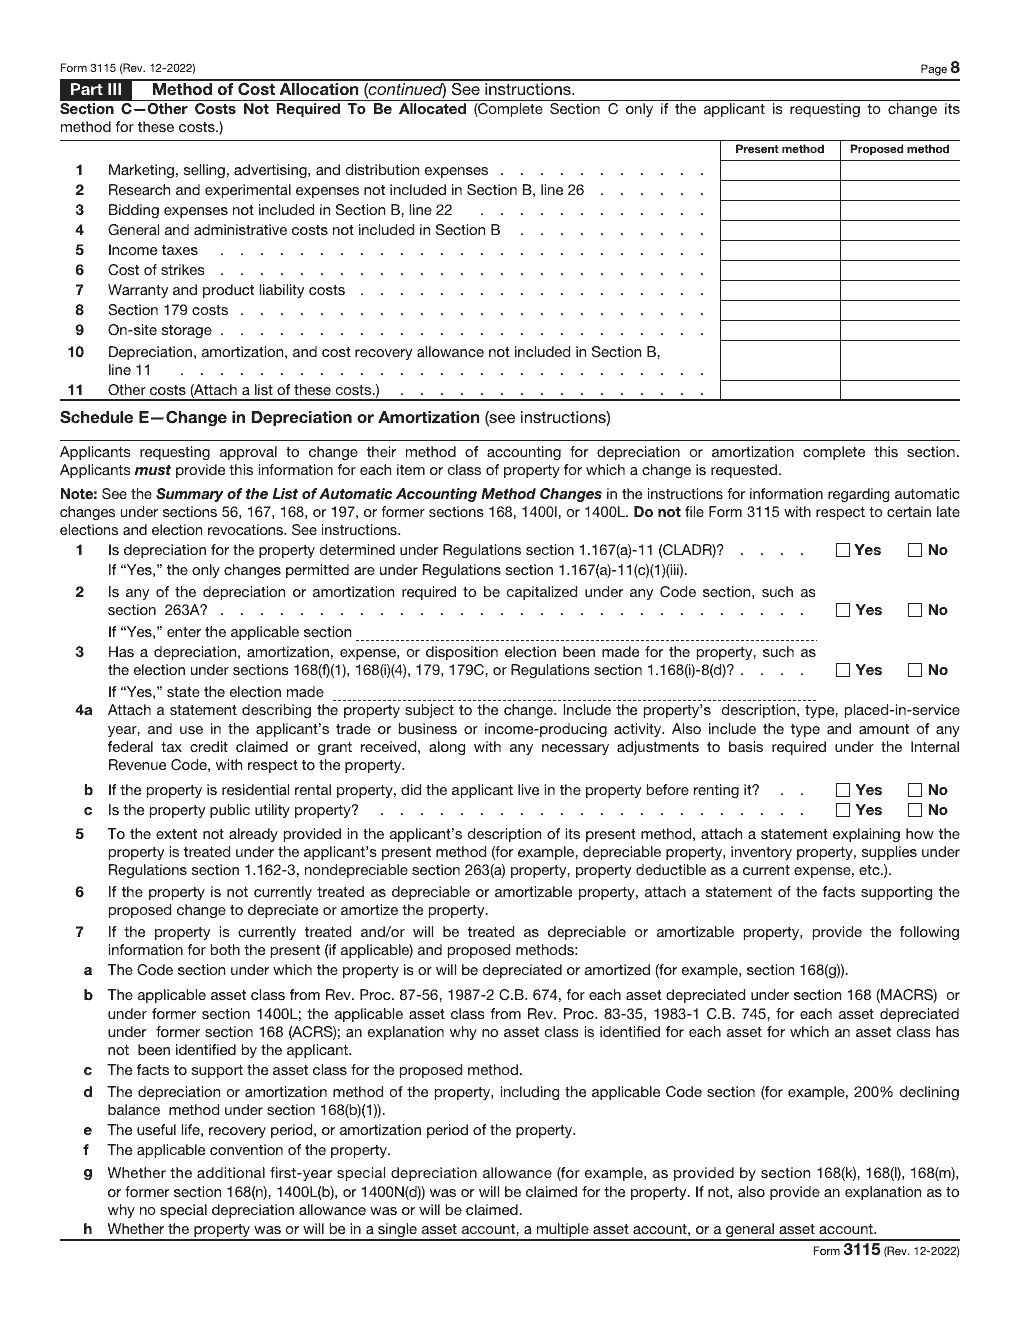 Form 3115 (Rev. 12-2022) Page 8
Part III Method of Cost Allocation (continued) See instructions.
Section C—Other Costs Not Required To Be Allocated (Complete Section C only if the applicant is requesting to change its
method for these costs.)
Present method Proposed method
1 Marketing, selling, advertising, and distribution expenses . . . . . . . . . . .
2 Research and experimental expenses not included in Section B, line 26 . . . . . .
3 Bidding expenses not included in Section B, line 22 . . . . . . . . . . . .
4 General and administrative costs not included in Section B . . . . . . . . . .
5 Income taxes . . . . . . . . . . . . . . . . . . . . . . . . .
6 Cost of strikes . . . . . . . . . . . . . . . . . . . . . . . . .
7 Warranty and product liability costs . . . . . . . . . . . . . . . . . .
8 Section 179 costs . . . . . . . . . . . . . . . . . . . . . . . .
9 On-site storage . . . . . . . . . . . . . . . . . . . . . . . . .
10 Depreciation, amortization, and cost recovery allowance not included in Section B,
line 11 . . . . . . . . . . . . . . . . . . . . . . . . . . .
11 Other costs (Attach a list of these costs.) . . . . . . . . . . . . . . . .
Schedule E—Change in Depreciation or Amortization (see instructions)
Applicants requesting approval to change their method of accounting for depreciation or amortization complete this section.
Applicants must provide this information for each item or class of property for which a change is requested.
Note: See the Summary of the List of Automatic Accounting Method Changes in the instructions for information regarding automatic
changes under sections 56, 167, 168, or 197, or former sections 168, 1400I, or 1400L. Do not file Form 3115 with respect to certain late
elections and election revocations. See instructions.
1 Is depreciation for the property determined under Regulations section 1.167(a)-11 (CLADR)? . . . . Yes No
If “Yes,” the only changes permitted are under Regulations section 1.167(a)-11(c)(1)(iii).
2 Is any of the depreciation or amortization required to be capitalized under any Code section, such as
section 263A? . . . . . . . . . . . . . . . . . . . . . . . . . . . . . . Yes No
If “Yes,” enter the applicable section
3 Has a depreciation, amortization, expense, or disposition election been made for the property, such as
the election under sections 168(f)(1), 168(i)(4), 179, 179C, or Regulations section 1.168(i)-8(d)? . . . . Yes No
If “Yes,” state the election made
4a Attach a statement describing the property subject to the change. Include the property’s description, type, placed-in-service
year, and use in the applicant’s trade or business or income-producing activity. Also include the type and amount of any
federal tax credit claimed or grant received, along with any necessary adjustments to basis required under the Internal
Revenue Code, with respect to the property.
b If the property is residential rental property, did the applicant live in the property before renting it? . . Yes No
c Is the property public utility property? . . . . . . . . . . . . . . . . . . . . . . Yes No
5 To the extent not already provided in the applicant’s description of its present method, attach a statement explaining how the
property is treated under the applicant’s present method (for example, depreciable property, inventory property, supplies under
Regulations section 1.162-3, nondepreciable section 263(a) property, property deductible as a current expense, etc.).
6 If the property is not currently treated as depreciable or amortizable property, attach a statement of the facts supporting the
proposed change to depreciate or amortize the property.
7 If the property is currently treated and/or will be treated as depreciable or amortizable property, provide the following
information for both the present (if applicable) and proposed methods:
a The Code section under which the property is or will be depreciated or amortized (for example, section 168(g)).
b The applicable asset class from Rev. Proc. 87-56, 1987-2 C.B. 674, for each asset depreciated under section 168 (MACRS) or
under former section 1400L; the applicable asset class from Rev. Proc. 83-35, 1983-1 C.B. 745, for each asset depreciated
under former section 168 (ACRS); an explanation why no asset class is identified for each asset for which an asset class has
not been identified by the applicant.
c The facts to support the asset class for the proposed method.
d The depreciation or amortization method of the property, including the applicable Code section (for example, 200% declining
balance method under section 168(b)(1)).
e The useful life, recovery period, or amortization period of the property.
f The applicable convention of the property.
g Whether the additional first-year special depreciation allowance (for example, as provided by section 168(k), 168(l), 168(m),
or former section 168(n), 1400L(b), or 1400N(d)) was or will be claimed for the property. If not, also provide an explanation as to
why no special depreciation allowance was or will be claimed.
h Whether the property was or will be in a single asset account, a multiple asset account, or a general asset account.
Form 3115 (Rev. 12-2022)